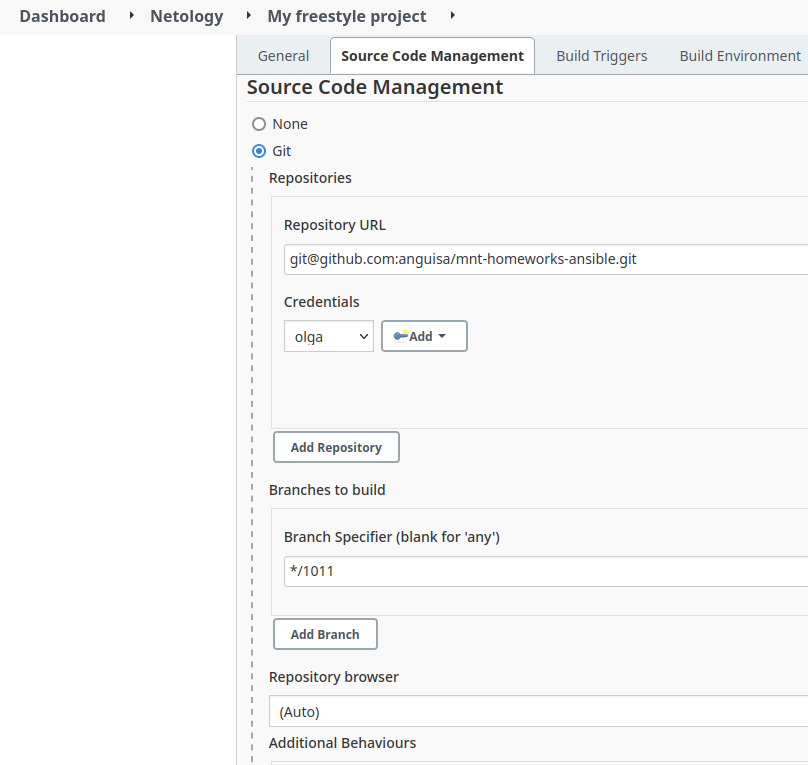 Dashboard Netology My freestyle project
General Source Code Management Build Triggers Build Environment
Source Code Management
None
Git
Repositories
Repository URL
git@github.com:anguisa/mnt-homeworks-ansible.git
Credentials
olga Add
Add Repository
Branches to build
Branch Specifier (blank for 'any')
*/1011
Add Branch
Repository browser
(Auto)
Additional Behaviours